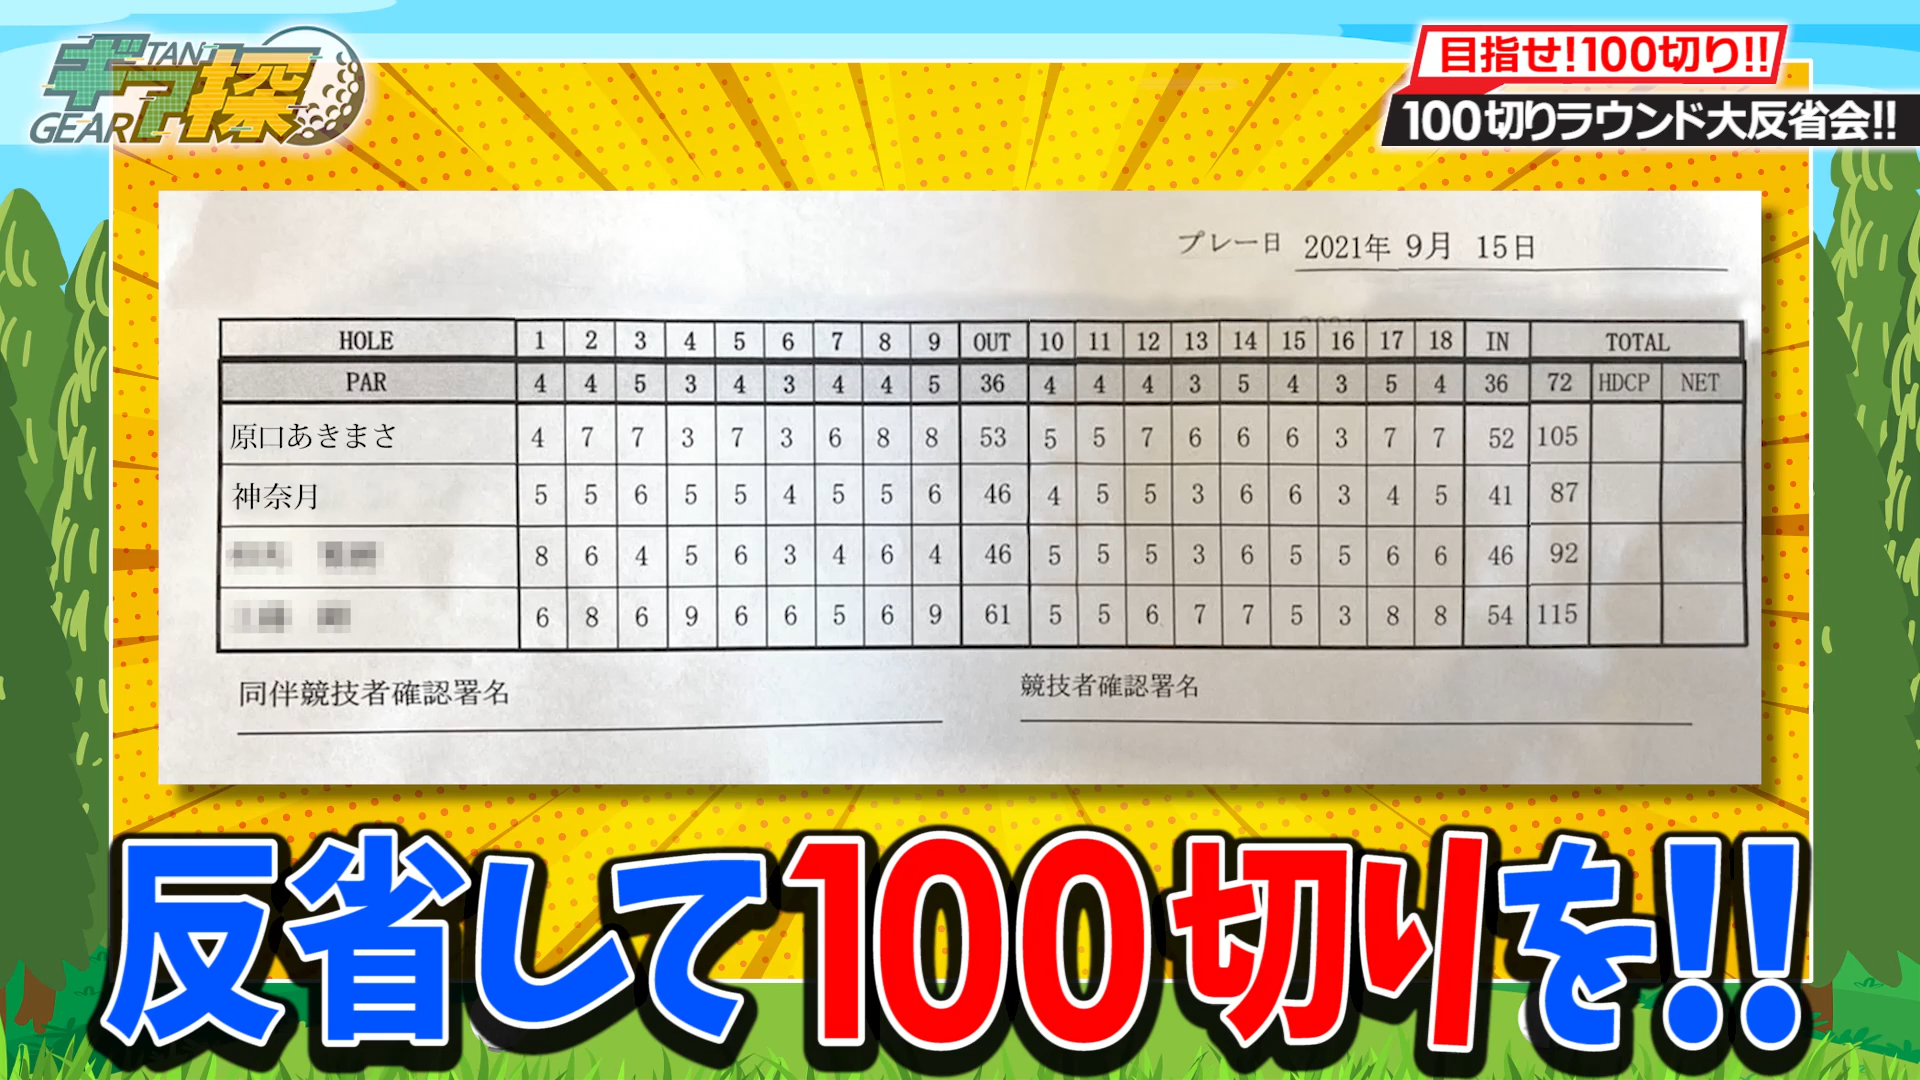 TANT
ギア探
GEAR
目指せ!100切り!!
100切りラウンド大反省会!!
プレー日 2021年 9月 15日
HOLE 1 2 3 4 5 6 7 8 9 OUT 10 11 12 13 14 15 16 17 18 IN TOTAL
PAR 4 4 5 3 4 3 4 4 5 36 4 4 4 3 5 4 3 5 4 36 72 HDCP NET
原口あきまさ 4 7 7 3 7 3 6 8 8 53 5 5 7 6 6 6 3 7 7 52 105
神奈月 5 5 6 5 5 4 5 5 6 46 4 5 5 3 6 6 3 4 5 41 87
8 6 4 5 6 3 4 6 4 46 5 5 5 3 6 5 5 6 6 46 92
6 8 6 9 6 6 5 6 9 61 5 5 6 7 7 5 3 8 8 54 115
同伴競技者確認署名 競技者確認署名
反省して100切りを!!